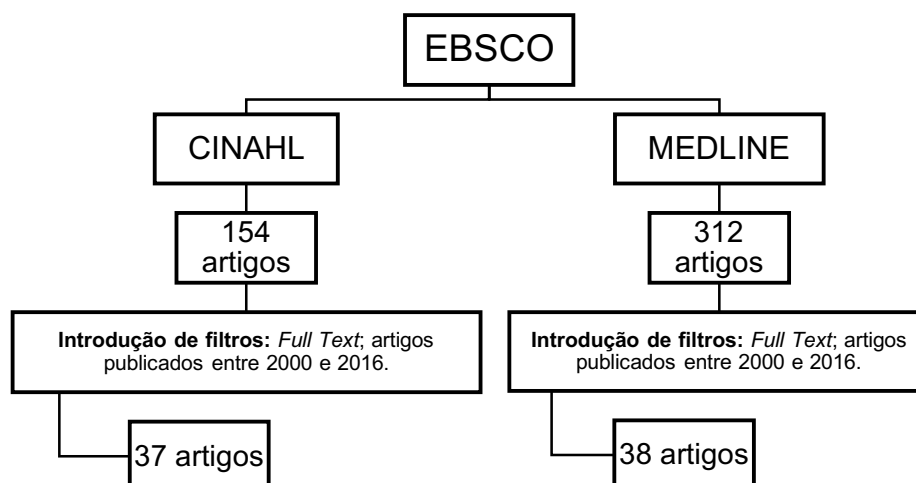 EBSCO
CINAHL
MEDLINE
154
artigos
312
artigos
Introdução de filtros: Full Text; artigos
publicados entre 2000 e 2016.
Introdução de filtros: Full Text; artigos
publicados entre 2000 e 2016.
37 artigos
38 artigos